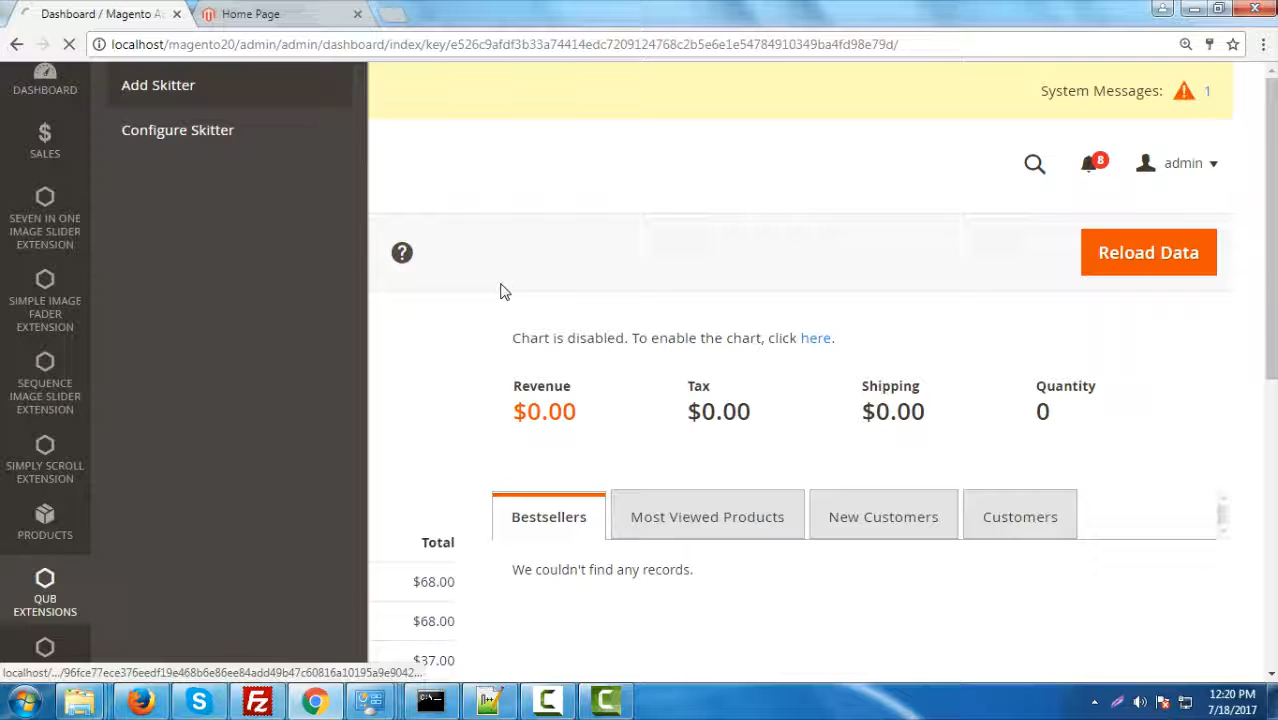 Dashboard / Magento A
Home Page
localhost/magento20/admin/admin/dashboard/index/key/e526c9afdf3b33a74414edc7209124768c2b5e6e1e54784910349ba4fd98e79d/
DASHBOARD
SALES
SEVEN IN ONE
IMAGE SLIDER
EXTENSION
SIMPLE IMAGE
FADER
EXTENSION
SEQUENCE
IMAGE SLIDER
EXTENSION
SIMPLY SCROLL
EXTENSION
PRODUCTS
QUB
EXTENSIONS
Add Skitter
Configure Skitter
System Messages: 1
8
admin
?
Reload Data
Chart is disabled. To enable the chart, click here.
Revenue Tax Shipping Quantity
$0.00 $0.00 $0.00 0
Bestsellers Most Viewed Products New Customers Customers
We couldn't find any records.
Total
$68.00
$68.00
$37.00
localhost/.../96fce77ece376eedf19e468b6e86ee84add49b47c60816a10195a9e9042...
12:20 PM
7/18/2017